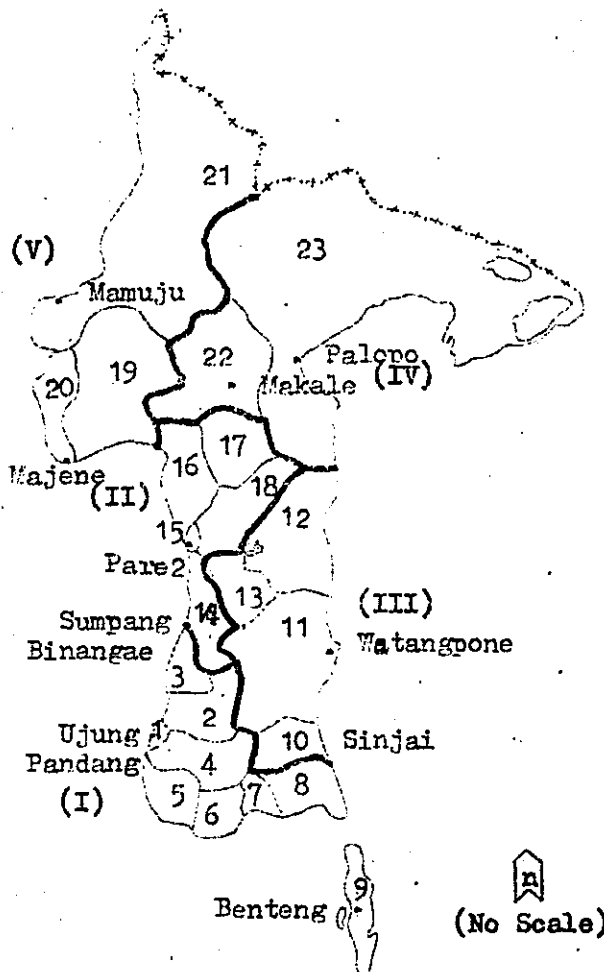 21
(V)
23
Mamuju
22
Palopo
19
20
Makale (IV)
17
16
Majene
(II)
18
12
15
Pare2
13
(III)
14
Sumpang
11
Binangae
Watangpone
3
2
Ujung 1
10
Sinjai
Pandang
4
8
(I)
5
7
6
n
9
Benteng
(No Scale)